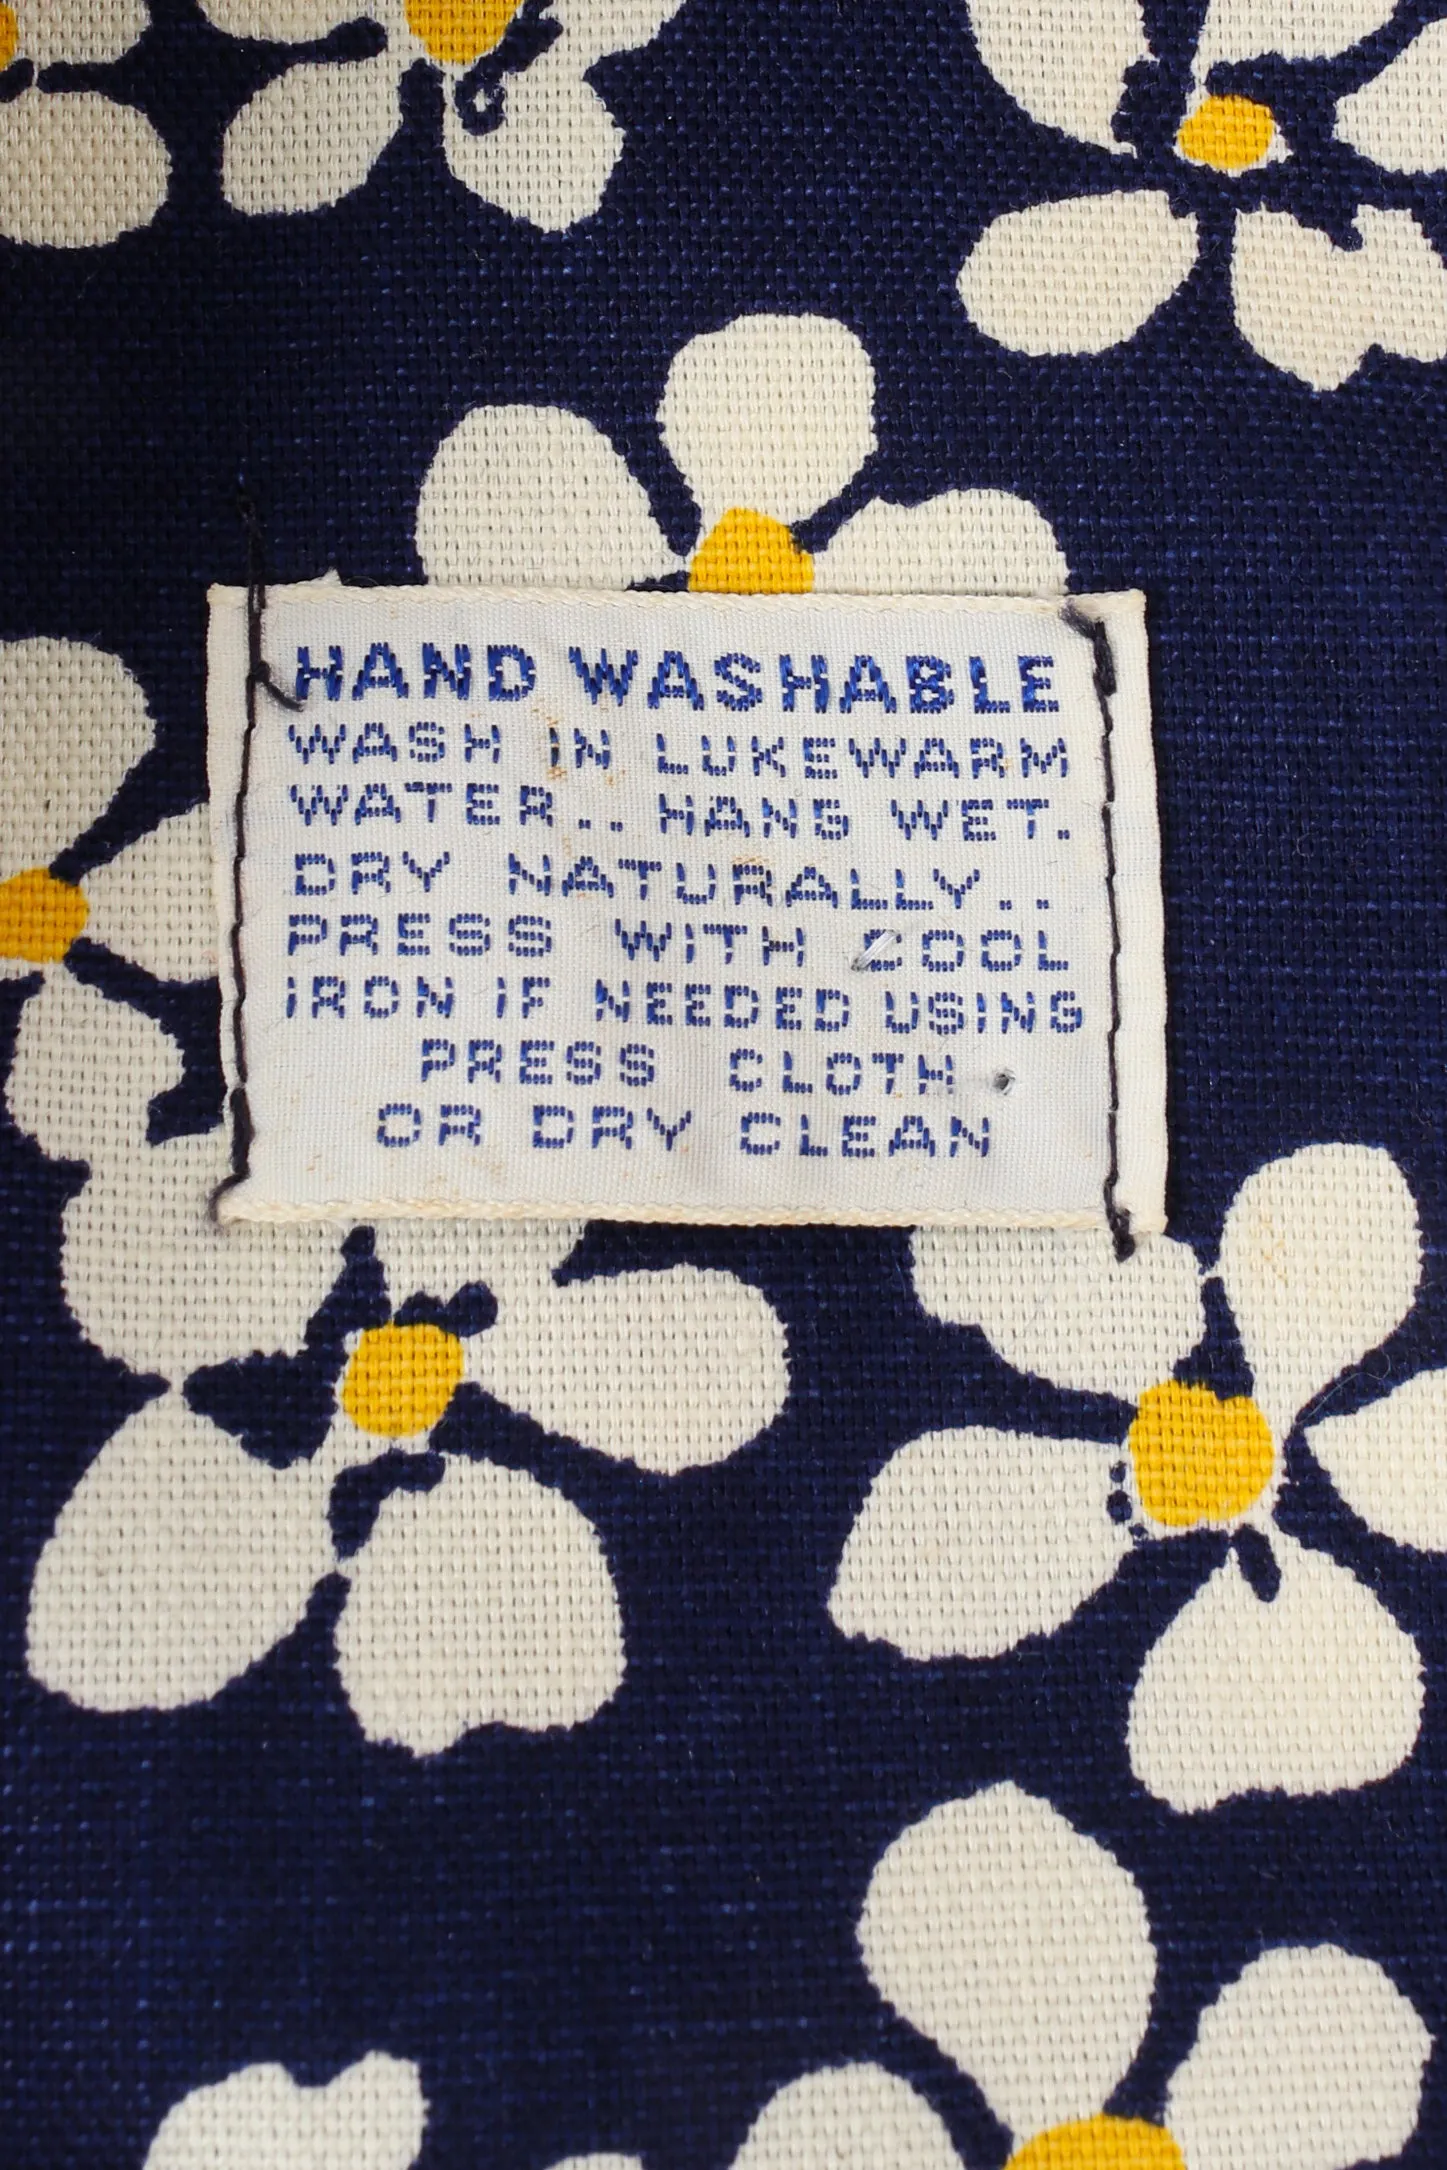 HAND WASHABLE
WASH IN LUKEWARM
WATER.. HANG WET.
DRY NATURALLY..
PRESS WITH COOL
IRON IF NEEDED USING
PRESS CLOTH
OR DRY CLEAN